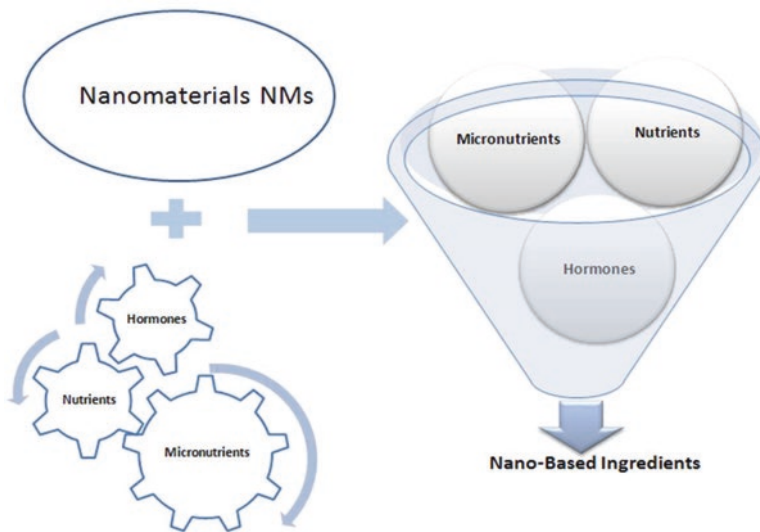 Nanomaterials NMs
Hormones
Nutrients
Micronutrients
Micronutrients
Nutrients
Hormones
Nano-Based Ingredients